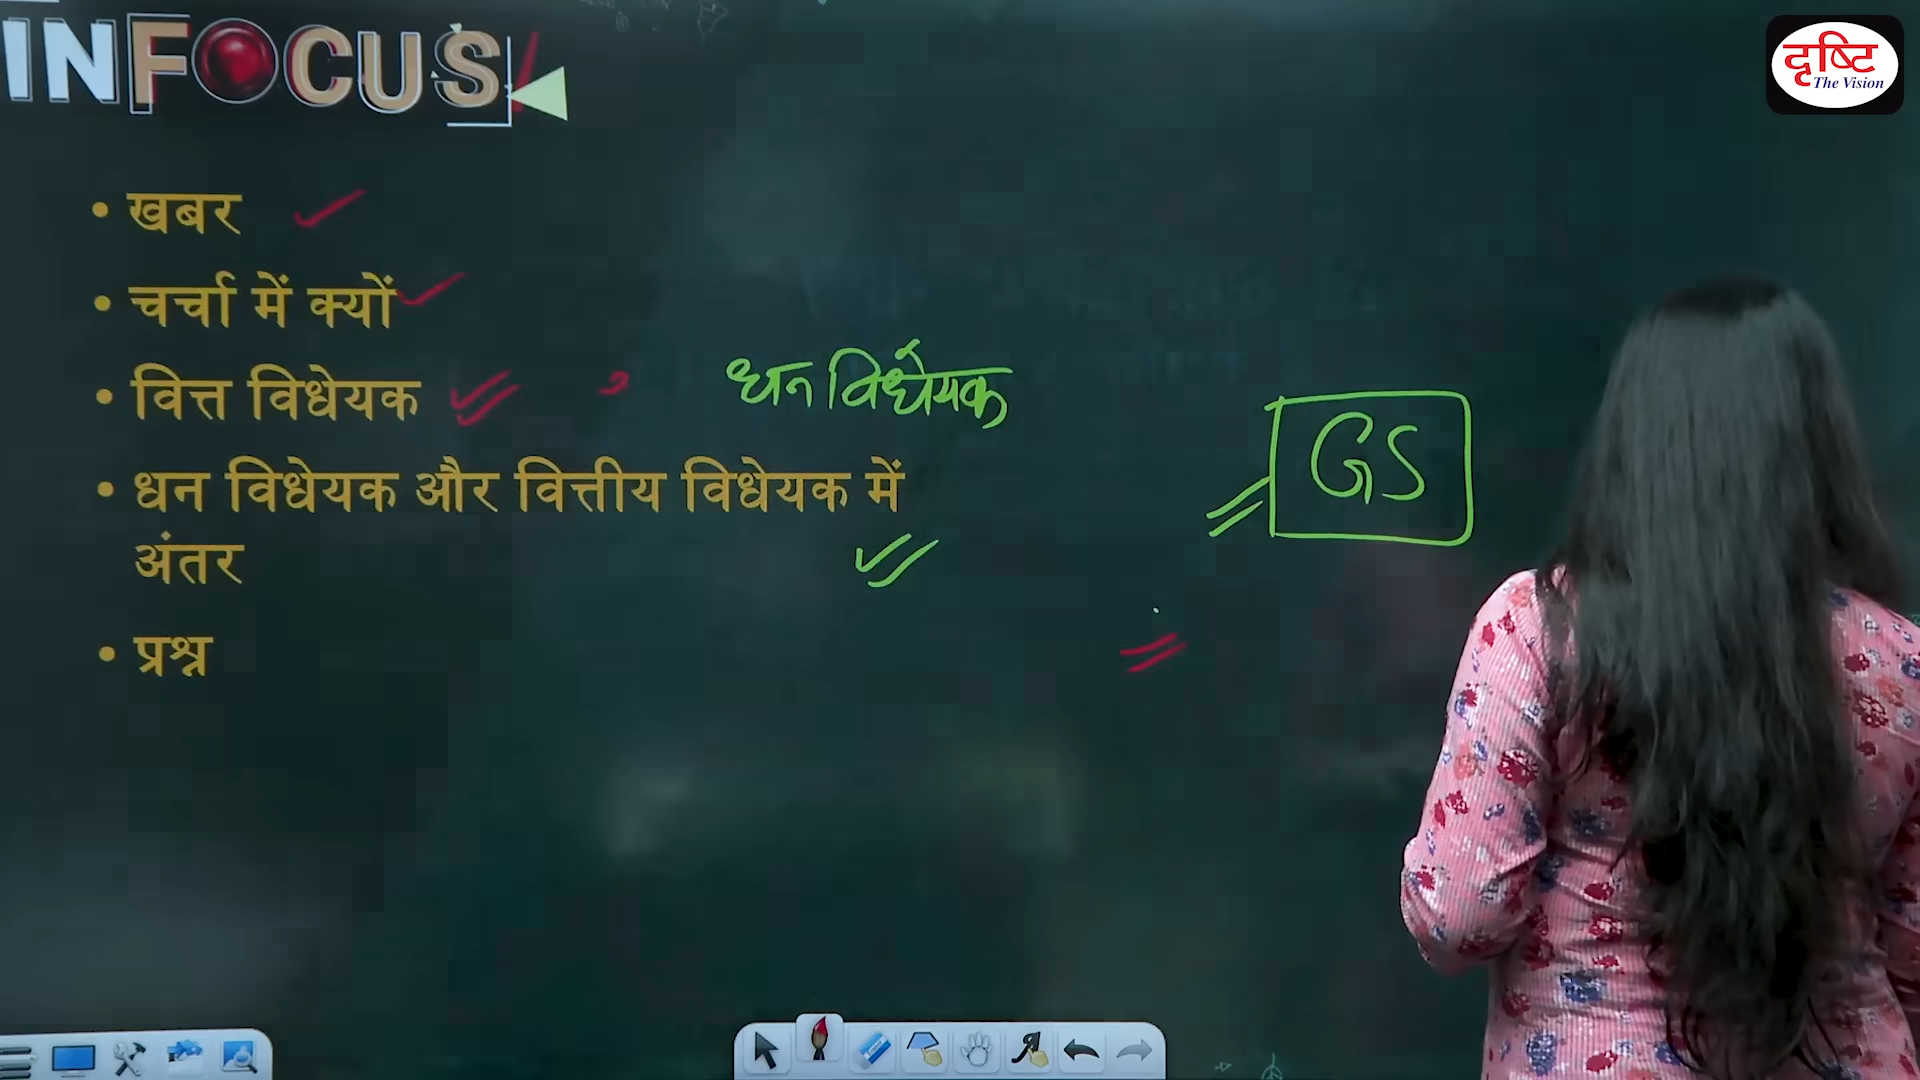 INFOCUS
दृष्टि
The Vision
• खबर
• चर्चा में क्यों
• वित्त विधेयक
धन विधेयक
GS
• धन विधेयक और वित्तीय विधेयक में
अंतर
• प्रश्न